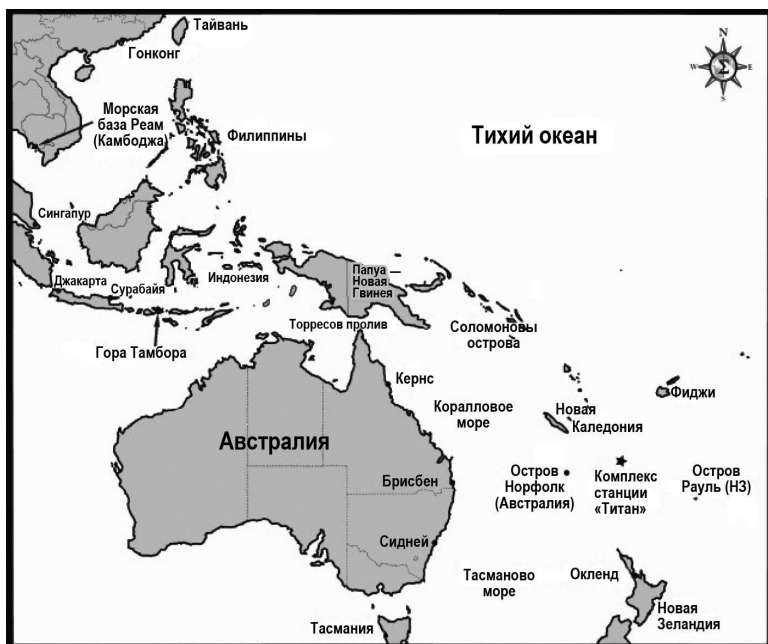 Тайвань
Гонконг
N
W
Σ
E
S
Морская
база Реам
(Камбоджа)
Филиппины
Тихий океан
Сингапур
Джакарта
Сурабайя
Индонезия
Папуа —
Новая
Гвинея
Гора Тамбора
Торресов пролив
Соломоновы
острова
Кернс
Коралловое
море
Новая
Каледония
Фиджи
Австралия
Брисбен
Остров
Норфолк
(Австралия)
Комплекс
станции
«Титан»
Остров
Рауль (НЗ)
Сидней
Тасманово
море
Окленд
Новая
Зеландия
Тасмания